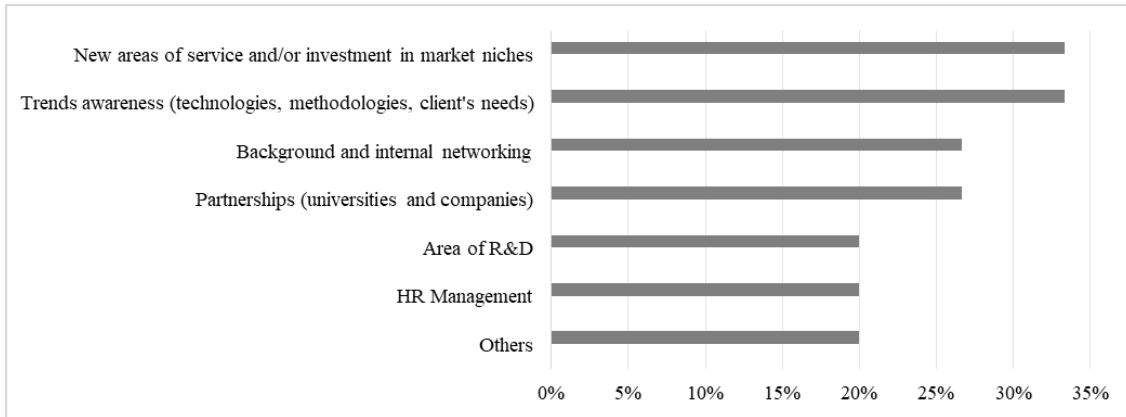 New areas of service and/or investment in market niches
Trends awareness (technologies, methodologies, client's needs)
Background and internal networking
Partnerships (universities and companies)
Area of R&D
HR Management
Others
0% 5% 10% 15% 20% 25% 30% 35%